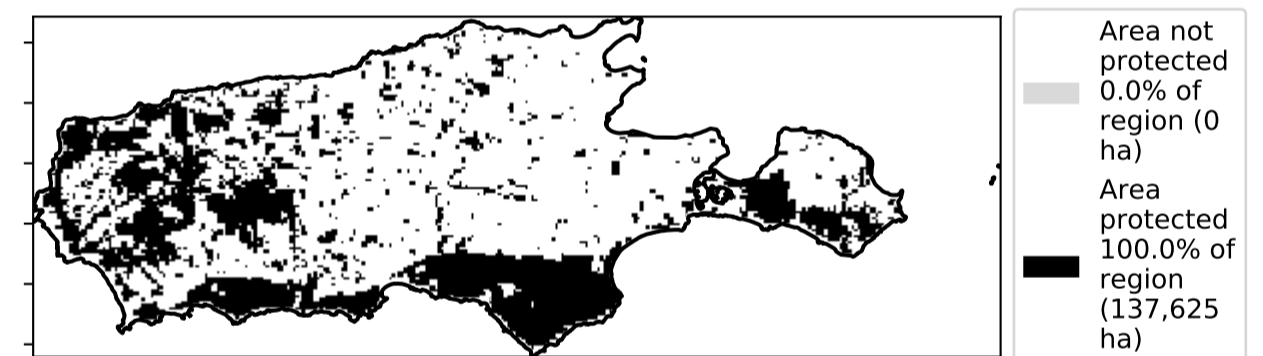 Area not
protected
0.0% of
region (0
ha)
Area
protected
100.0% of
region
(137,625
ha)